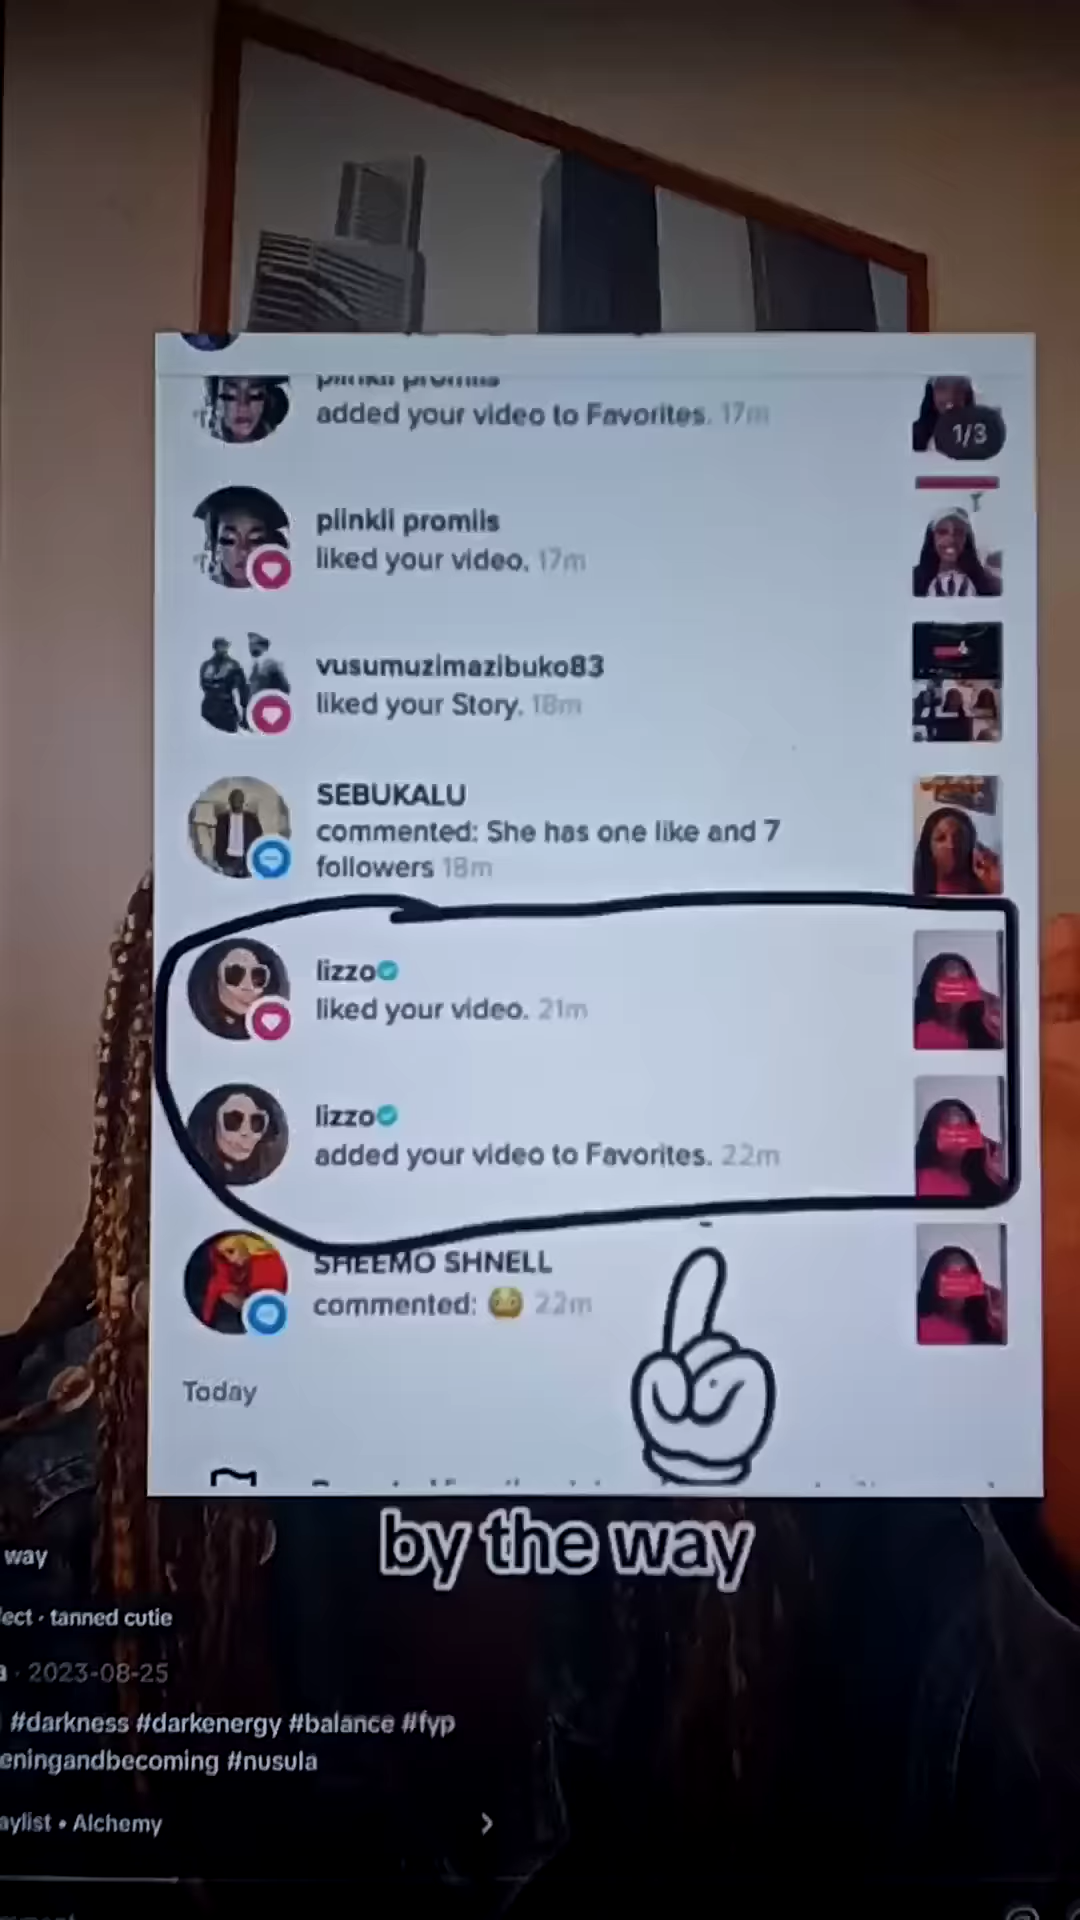 added your video to Favorites. 17m
1/3
plinkii promiis
liked your video. 17m
vusumuzimazibuko83
liked your Story. 18m
SEBUKALU
commented: She has one like and 7
followers 18m
lizzo
liked your video. 21m
lizzo
added your video to Favorites. 22m
SHEEMO SHNELL
commented: 😳 22m
Today
by the way
way
ect · tanned cutie
a · 2023-08-25
#darkness #darkenergy #balance #fyp
eningandbecoming #nusula
aylist • Alchemy